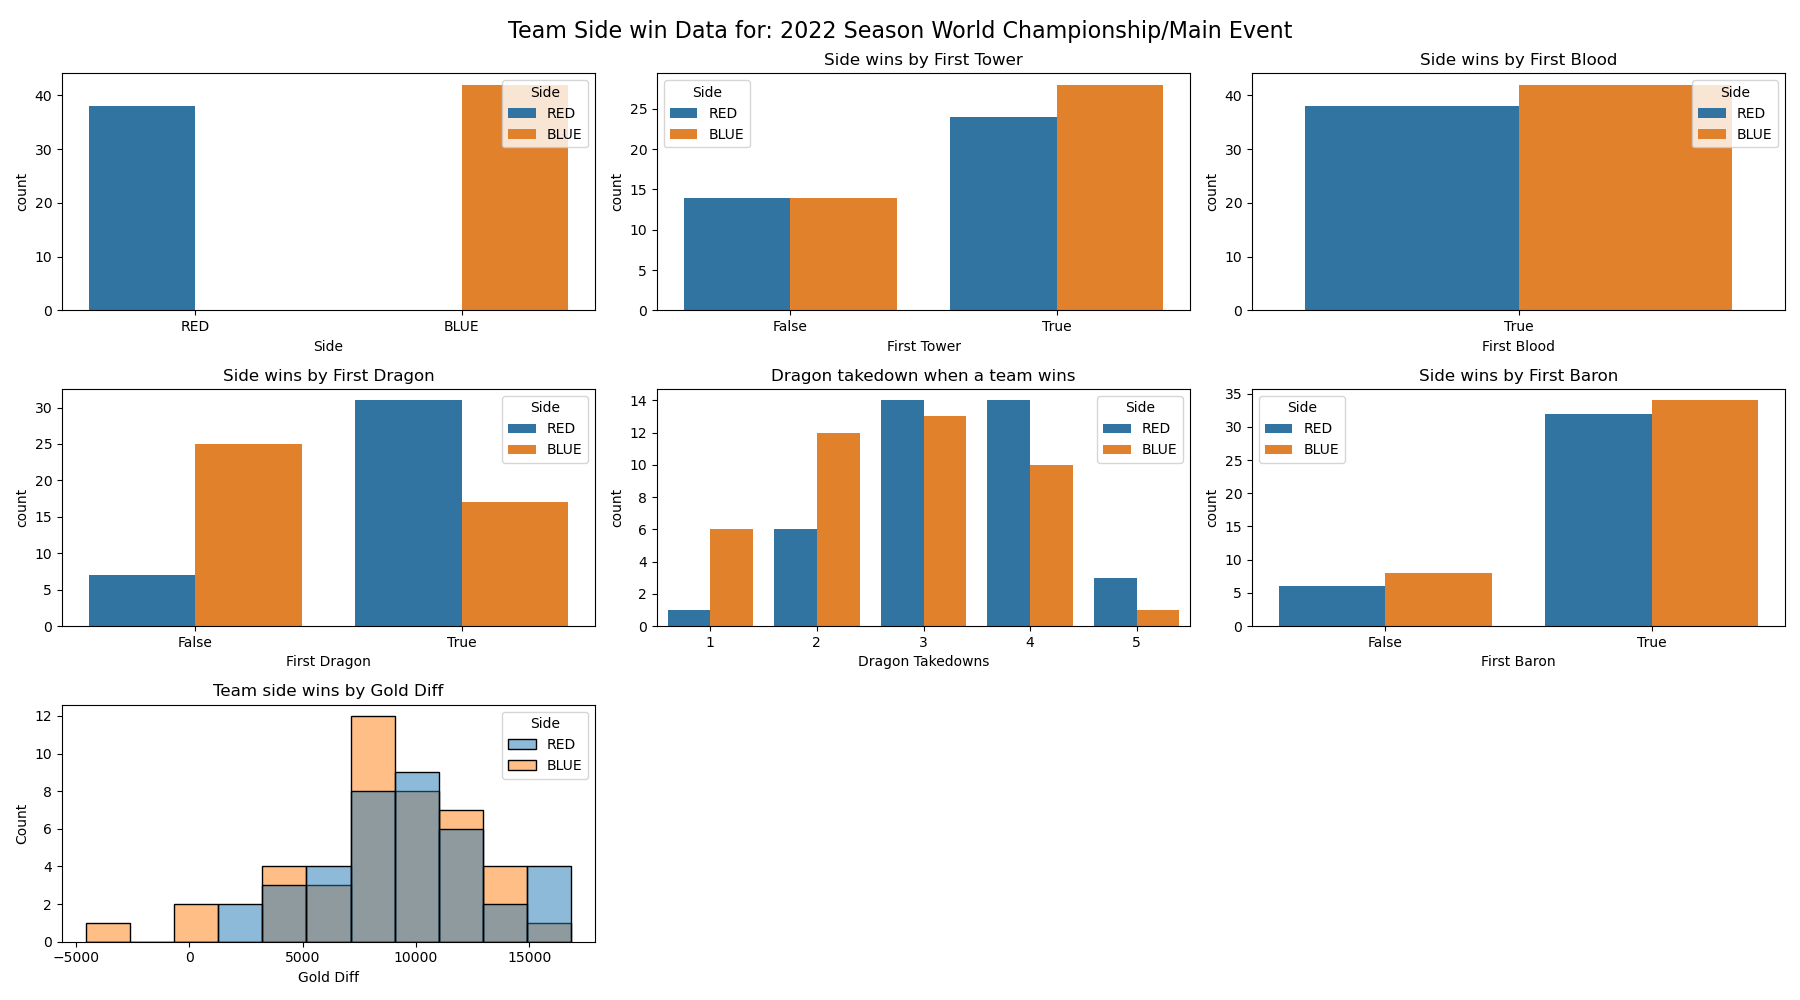 Team Side win Data for: 2022 Season World Championship/Main Event
40
30
20
10
0
count
RED
BLUE
Side
Side
RED
BLUE
Side wins by First Tower
25
20
15
10
5
0
count
False
True
First Tower
Side
RED
BLUE
Side wins by First Blood
40
30
20
10
0
count
True
First Blood
Side
RED
BLUE
Side wins by First Dragon
30
25
20
15
10
5
0
count
False
True
First Dragon
Side
RED
BLUE
Dragon takedown when a team wins
14
12
10
8
6
4
2
0
count
1 2 3 4 5
Dragon Takedowns
Side
RED
BLUE
Side wins by First Baron
35
30
25
20
15
10
5
0
count
False
True
First Baron
Side
RED
BLUE
Team side wins by Gold Diff
12
10
8
6
4
2
0
Count
−5000 0 5000 10000 15000
Gold Diff
Side
RED
BLUE